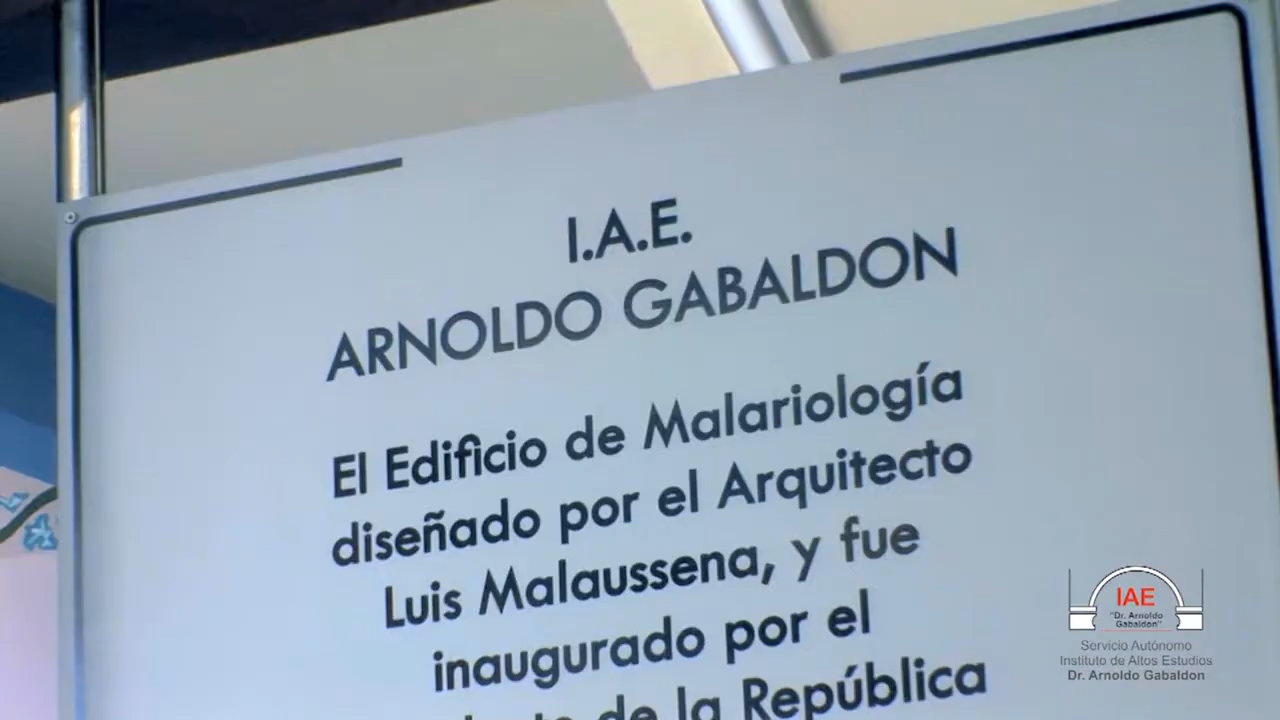 I.A.E.
ARNOLDO GABALDON
El Edificio de Malariología
diseñado por el Arquitecto
Luis Malaussena, y fue
inaugurado por el
de la República
IAE
"Dr. Arnoldo
Gabaldon"
Servicio Autónomo
Instituto de Altos Estudios
Dr. Arnoldo Gabaldon